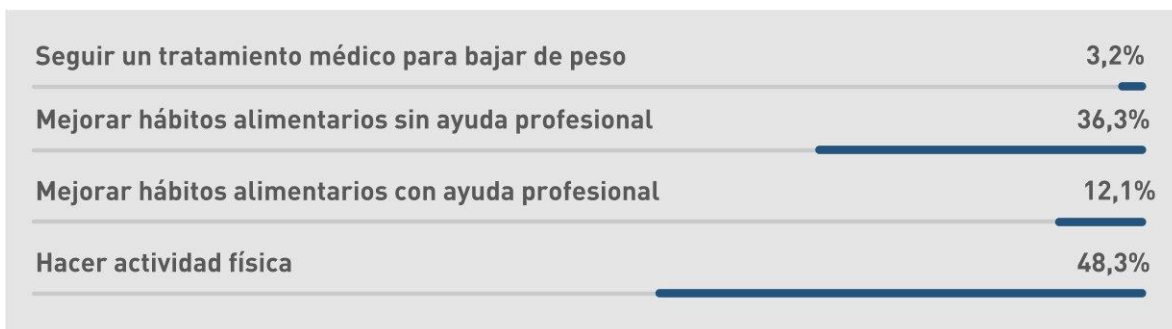 Seguir un tratamiento médico para bajar de peso 3,2%
Mejorar hábitos alimentarios sin ayuda profesional 36,3%
Mejorar hábitos alimentarios con ayuda profesional 12,1%
Hacer actividad física 48,3%